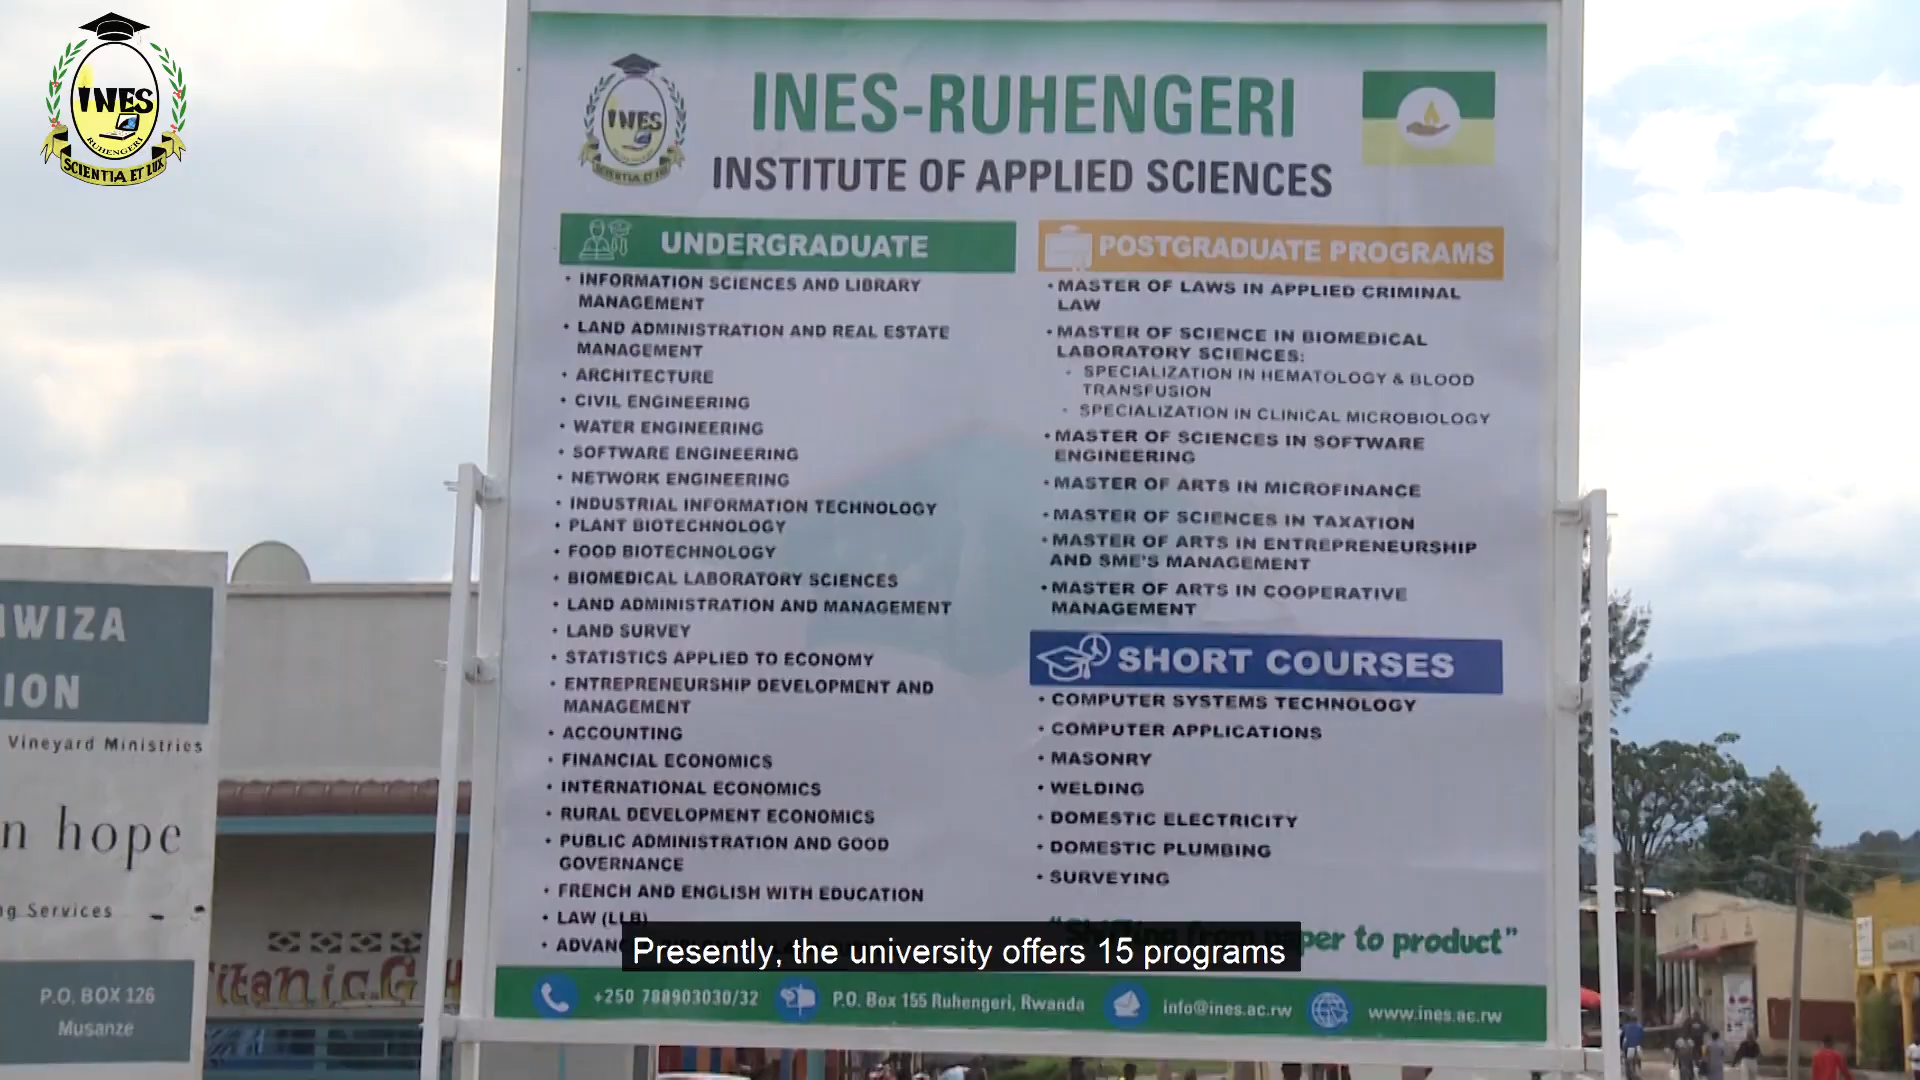 INES
RUHENGERI
SCIENTIA ET LUX
INES
SCIENTIA ET LUX
INES-RUHENGERI
INSTITUTE OF APPLIED SCIENCES
UNDERGRADUATE
• INFORMATION SCIENCES AND LIBRARY
MANAGEMENT
• LAND ADMINISTRATION AND REAL ESTATE
MANAGEMENT
• ARCHITECTURE
• CIVIL ENGINEERING
• WATER ENGINEERING
• SOFTWARE ENGINEERING
• NETWORK ENGINEERING
• INDUSTRIAL INFORMATION TECHNOLOGY
• PLANT BIOTECHNOLOGY
• FOOD BIOTECHNOLOGY
• BIOMEDICAL LABORATORY SCIENCES
• LAND ADMINISTRATION AND MANAGEMENT
• LAND SURVEY
• STATISTICS APPLIED TO ECONOMY
• ENTREPRENEURSHIP DEVELOPMENT AND
MANAGEMENT
• ACCOUNTING
• FINANCIAL ECONOMICS
• INTERNATIONAL ECONOMICS
• RURAL DEVELOPMENT ECONOMICS
• PUBLIC ADMINISTRATION AND GOOD
GOVERNANCE
• FRENCH AND ENGLISH WITH EDUCATION
• LAW (LLB)
POSTGRADUATE PROGRAMS
• MASTER OF LAWS IN APPLIED CRIMINAL
LAW
• MASTER OF SCIENCE IN BIOMEDICAL
LABORATORY SCIENCES:
- SPECIALIZATION IN HEMATOLOGY & BLOOD
TRANSFUSION
- SPECIALIZATION IN CLINICAL MICROBIOLOGY
• MASTER OF SCIENCES IN SOFTWARE
ENGINEERING
• MASTER OF ARTS IN MICROFINANCE
• MASTER OF SCIENCES IN TAXATION
• MASTER OF ARTS IN ENTREPRENEURSHIP
AND SME'S MANAGEMENT
• MASTER OF ARTS IN COOPERATIVE
MANAGEMENT
SHORT COURSES
• COMPUTER SYSTEMS TECHNOLOGY
• COMPUTER APPLICATIONS
• MASONRY
• WELDING
• DOMESTIC ELECTRICITY
• DOMESTIC PLUMBING
• SURVEYING
to product"
+250 788903030/32
P.O. Box 155 Ruhengeri, Rwanda
info@ines.ac.rw
www.ines.ac.rw
Presently, the university offers 15 programs
Vineyard Ministries
hope
Services
P.O. BOX 126
Musanze